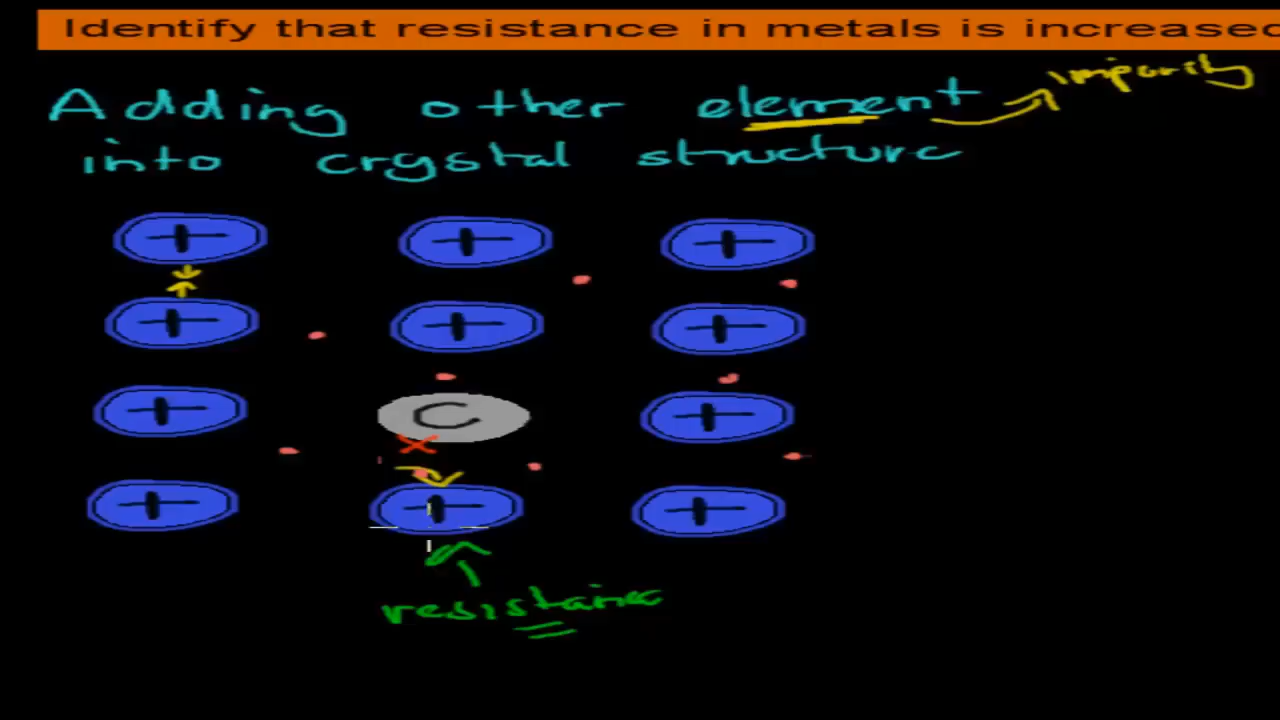 Identify that resistance in metals is increased
Adding other element
impurity
into crystal structure
+ + +
+ + +
+ C +
+ + +
resistance